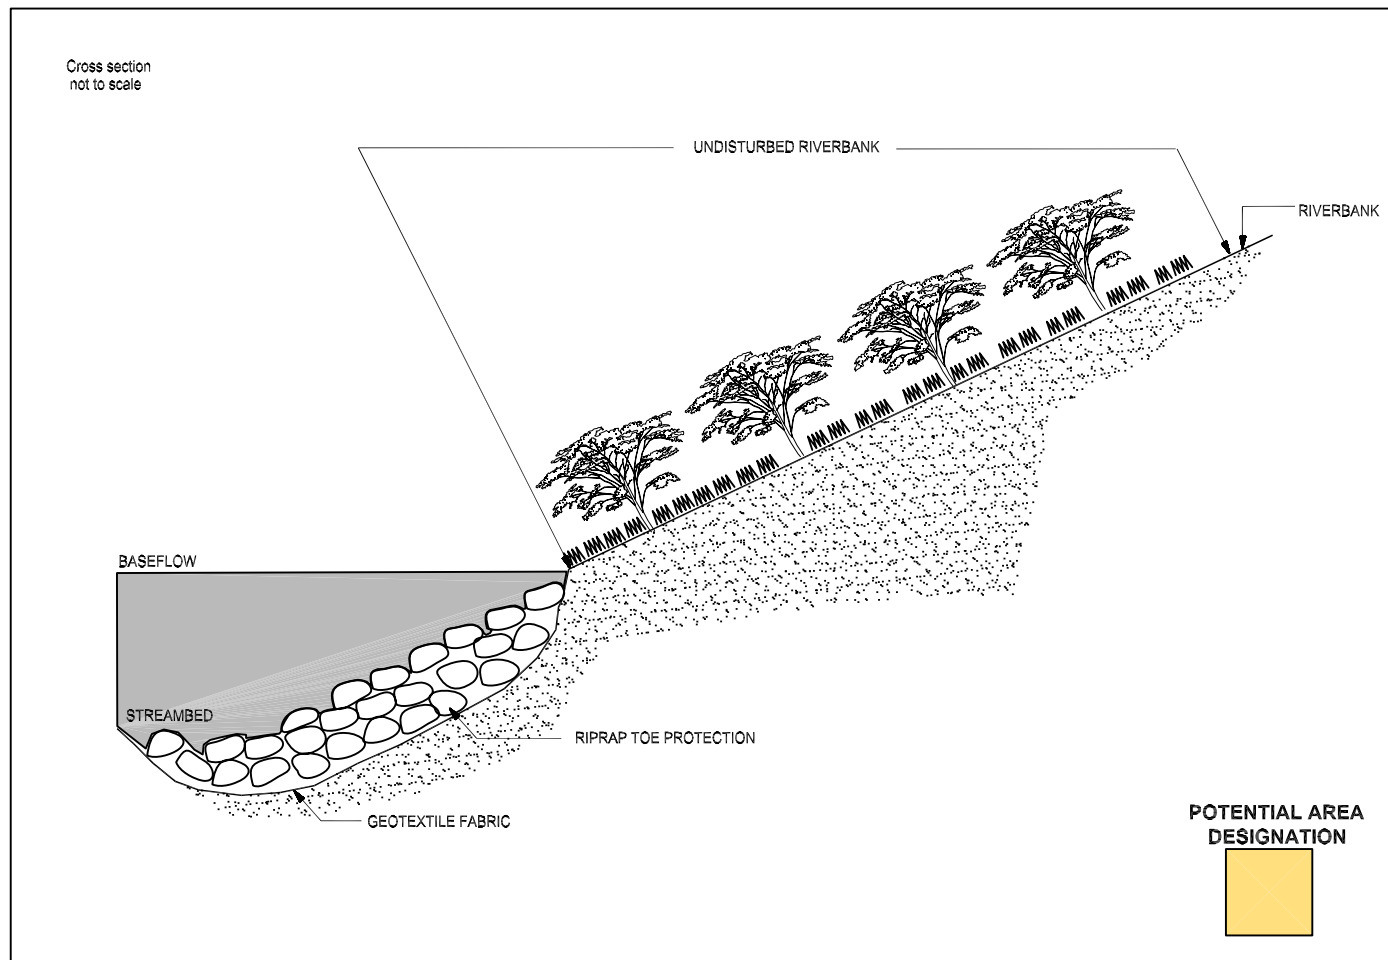 Cross section
not to scale
UNDISTURBED RIVERBANK
RIVERBANK
BASEFLOW
STREAMBED
RIPRAP TOE PROTECTION
GEOTEXTILE FABRIC
POTENTIAL AREA
DESIGNATION